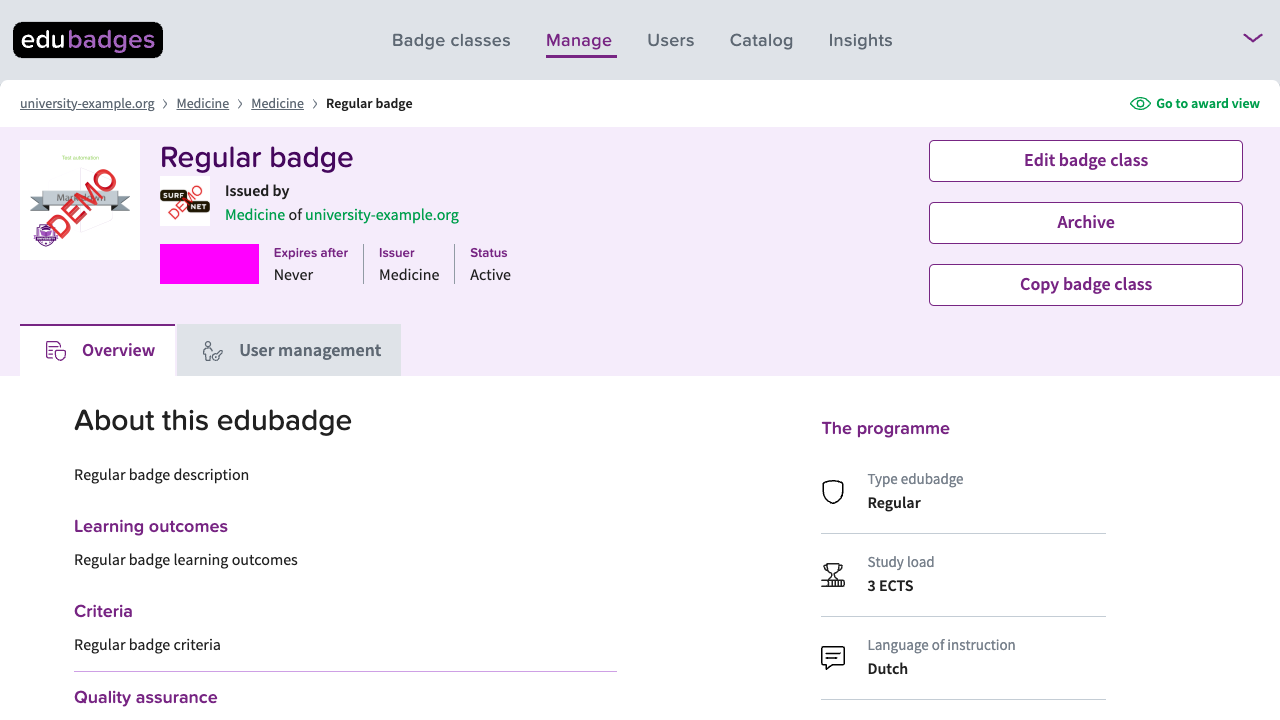 edubadges
Badge classes Manage Users Catalog Insights
university-example.org > Medicine > Medicine > Regular badge
Go to award view
Test automation
DEMO
Regular badge
SURF
NET
DEMO
Issued by
Medicine of university-example.org
Expires after
Never
Issuer
Medicine
Status
Active
Edit badge class
Archive
Copy badge class
Overview
User management
About this edubadge
Regular badge description
Learning outcomes
Regular badge learning outcomes
Criteria
Regular badge criteria
Quality assurance
The programme
Type edubadge
Regular
Study load
3 ECTS
Language of instruction
Dutch